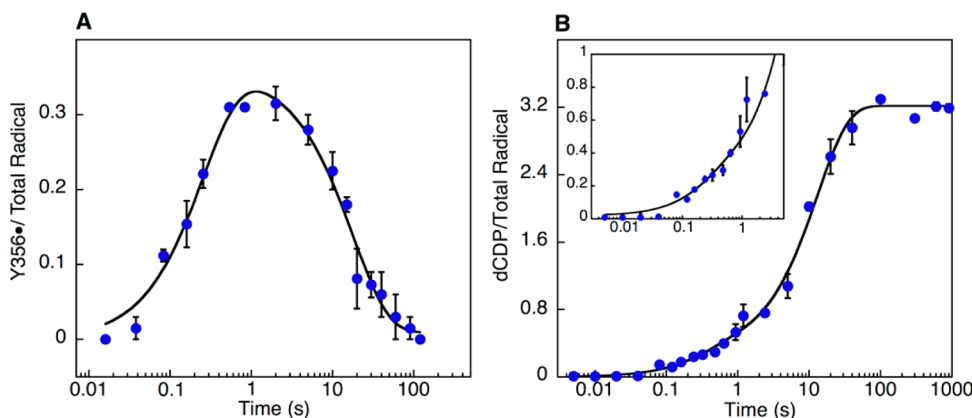 A
Y356●/ Total Radical
0.3
0.2
0.1
0
0.01 0.1 1 10 100
Time (s)
B
dCDP/Total Radical
3.2
2.4
1.6
0.8
0
0.01 0.1 1 10 100 1000
Time (s)
1
0.8
0.6
0.4
0.2
0
0.01 0.1 1